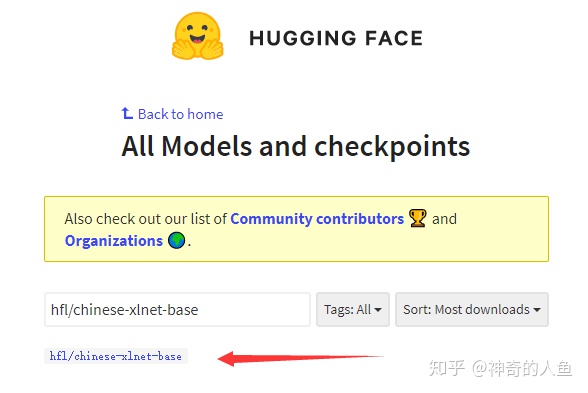 HUGGING FACE
Back to home
All Models and checkpoints
Also check out our list of Community contributors 🏆 and
Organizations 🌍.
hfl/chinese-xlnet-base Tags: All Sort: Most downloads
hfl/chinese-xlnet-base
知乎 @神奇的人鱼